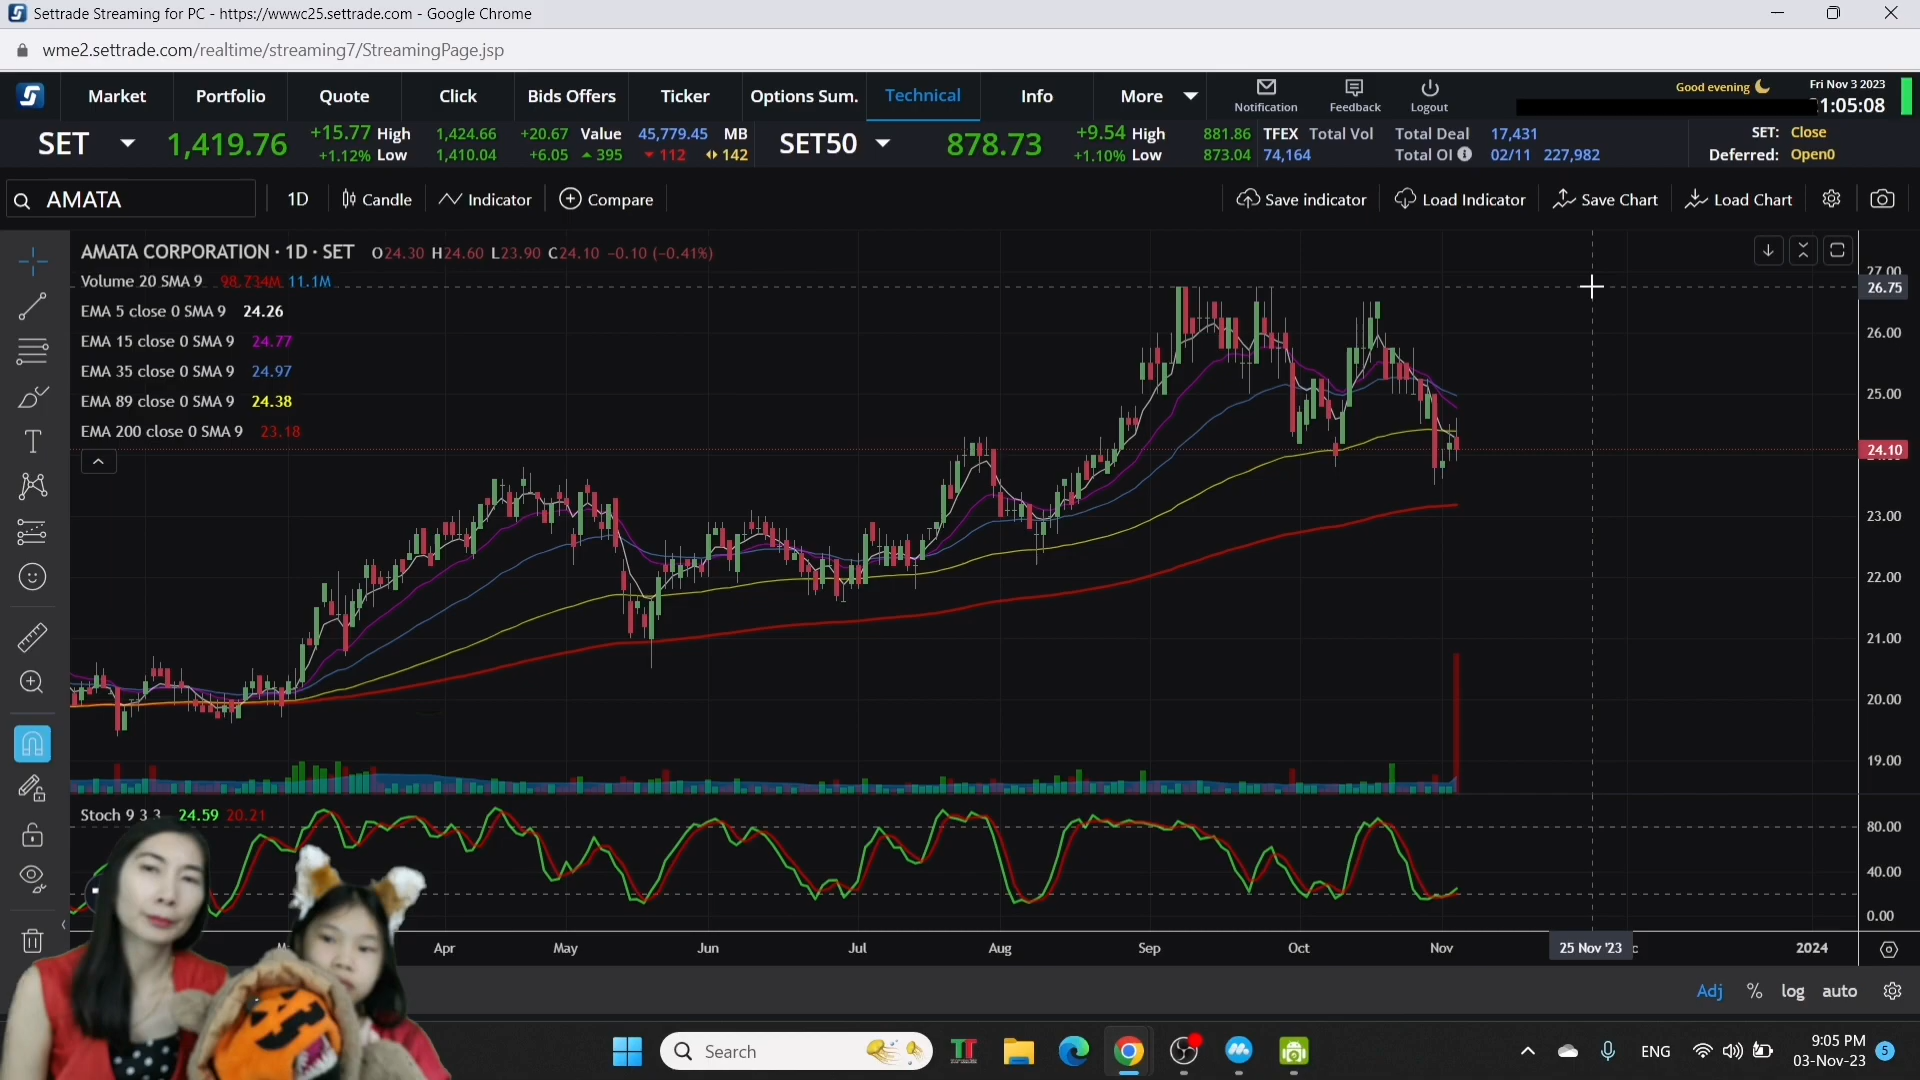 Settrade Streaming for PC - https://wwwc25.settrade.com - Google Chrome
wme2.settrade.com/realtime/streaming7/StreamingPage.jsp
Market Portfolio Quote Click Bids Offers Ticker Options Sum. Technical Info More Notification Feedback Logout
Good evening Fri Nov 3 2023
1:05:08
SET 1,419.76 +15.77 High 1,424.66 +20.67 Value 45,779.45 MB SET50 878.73 +9.54 High 881.86 TFEX Total Vol Total Deal 17,431 SET: Close
+1.12% Low 1,410.04 +6.05 395 112 142 +1.10% Low 873.04 74,164 Total OI 02/11 227,982 Deferred: Open0
AMATA 1D Candle Indicator Compare Save indicator Load Indicator Save Chart Load Chart
AMATA CORPORATION · 1D · SET O24.30 H24.60 L23.90 C24.10 -0.10 (-0.41%)
Volume 20 SMA 9 98.734M 11.1M
EMA 5 close 0 SMA 9 24.26
EMA 15 close 0 SMA 9 24.77
EMA 35 close 0 SMA 9 24.97
EMA 89 close 0 SMA 9 24.38
EMA 200 close 0 SMA 9 23.18
27.00
26.75
26.00
25.00
24.10
23.00
22.00
21.00
20.00
19.00
Stoch 9 3 3 24.59 20.21
80.00
40.00
0.00
Apr May Jun Jul Aug Sep Oct Nov 25 Nov '23 2024
Adj % log auto
Search
ENG
9:05 PM
03-Nov-23
5